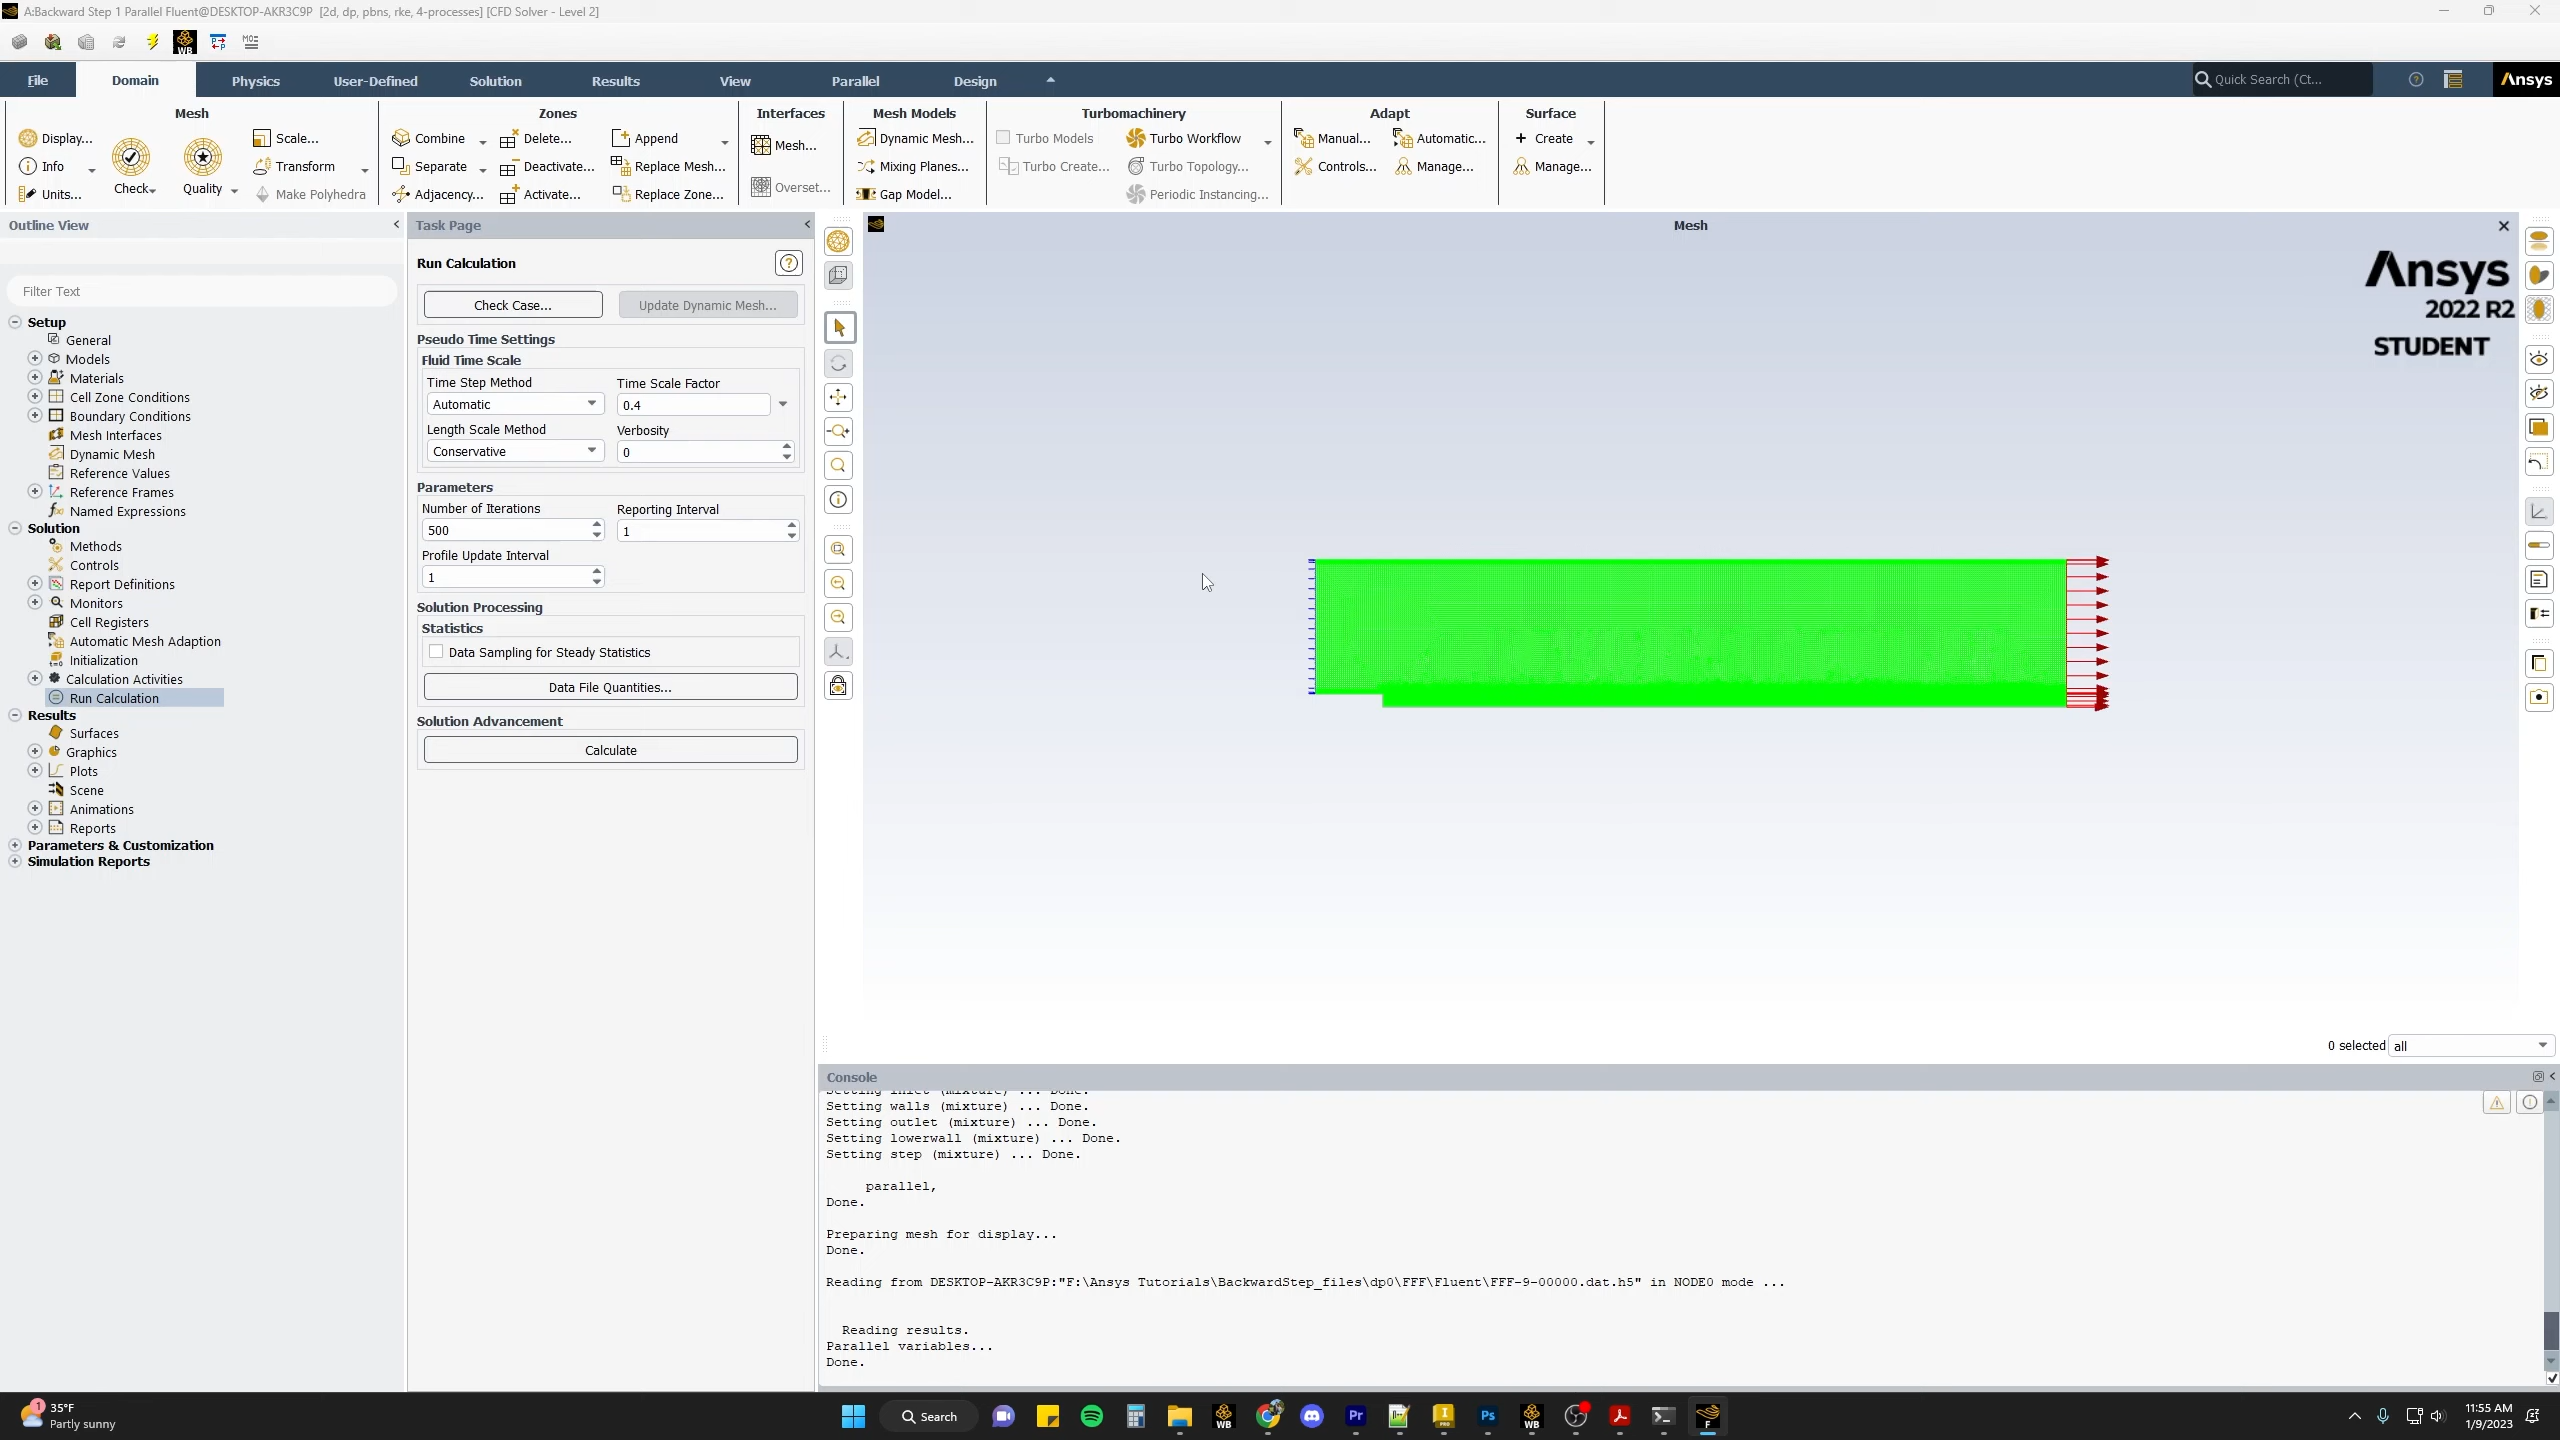 A:Backward Step 1 Parallel Fluent@DESKTOP-AKR3C9P [2d, dp, pbns, rke, 4-processes] [CFD Solver - Level 2]
WB
File
Domain
Physics
User-Defined
Solution
Results
View
Parallel
Design
Quick Search (Ct...
Ansys
Mesh
Display...
Info
Units...
Check
Quality
Scale...
Transform
Make Polyhedra
Zones
Combine
Separate
Adjacency...
Delete...
Deactivate...
Activate...
Append
Replace Mesh...
Replace Zone...
Interfaces
Mesh...
Overset...
Mesh Models
Dynamic Mesh...
Mixing Planes...
Gap Model...
Turbomachinery
Turbo Models
Turbo Create...
Turbo Workflow
Turbo Topology...
Periodic Instancing...
Adapt
Manual...
Controls...
Automatic...
Manage...
Surface
Create
Manage...
Outline View
Filter Text
Setup
General
Models
Materials
Cell Zone Conditions
Boundary Conditions
Mesh Interfaces
Dynamic Mesh
Reference Values
Reference Frames
Named Expressions
Solution
Methods
Controls
Report Definitions
Monitors
Cell Registers
Automatic Mesh Adaption
Initialization
Calculation Activities
Run Calculation
Results
Surfaces
Graphics
Plots
Scene
Animations
Reports
Parameters & Customization
Simulation Reports
Task Page
Run Calculation
Check Case...
Update Dynamic Mesh...
Pseudo Time Settings
Fluid Time Scale
Time Step Method
Time Scale Factor
Automatic
0.4
Length Scale Method
Verbosity
Conservative
0
Parameters
Number of Iterations
Reporting Interval
500
1
Profile Update Interval
1
Solution Processing
Statistics
Data Sampling for Steady Statistics
Data File Quantities...
Solution Advancement
Calculate
Mesh
Ansys
2022 R2
STUDENT
0 selected
all
Console
Setting inlet (mixture) ... Done.
Setting walls (mixture) ... Done.
Setting outlet (mixture) ... Done.
Setting lowerwall (mixture) ... Done.
Setting step (mixture) ... Done.
parallel,
Done.
Preparing mesh for display...
Done.
Reading from DESKTOP-AKR3C9P:"F:\Ansys Tutorials\BackwardStep_files\dp0\FFF\Fluent\FFF-9-00000.dat.h5" in NODE0 mode ...
Reading results.
Parallel variables...
Done.
1
35°F
Partly sunny
Search
WB
Pr
PRO
Ps
WB
F
11:55 AM
1/9/2023